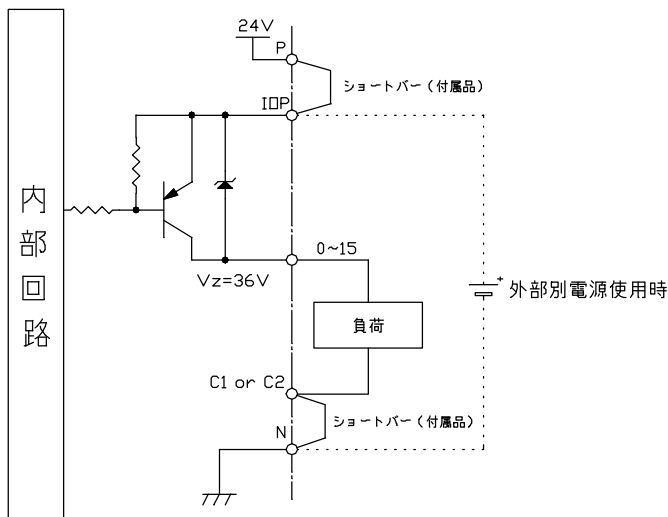 24V
P
ショートバー（付属品）
IOP
内部回路
0~15
Vz=36V
+
外部別電源使用時
負荷
C1 or C2
ショートバー（付属品）
N